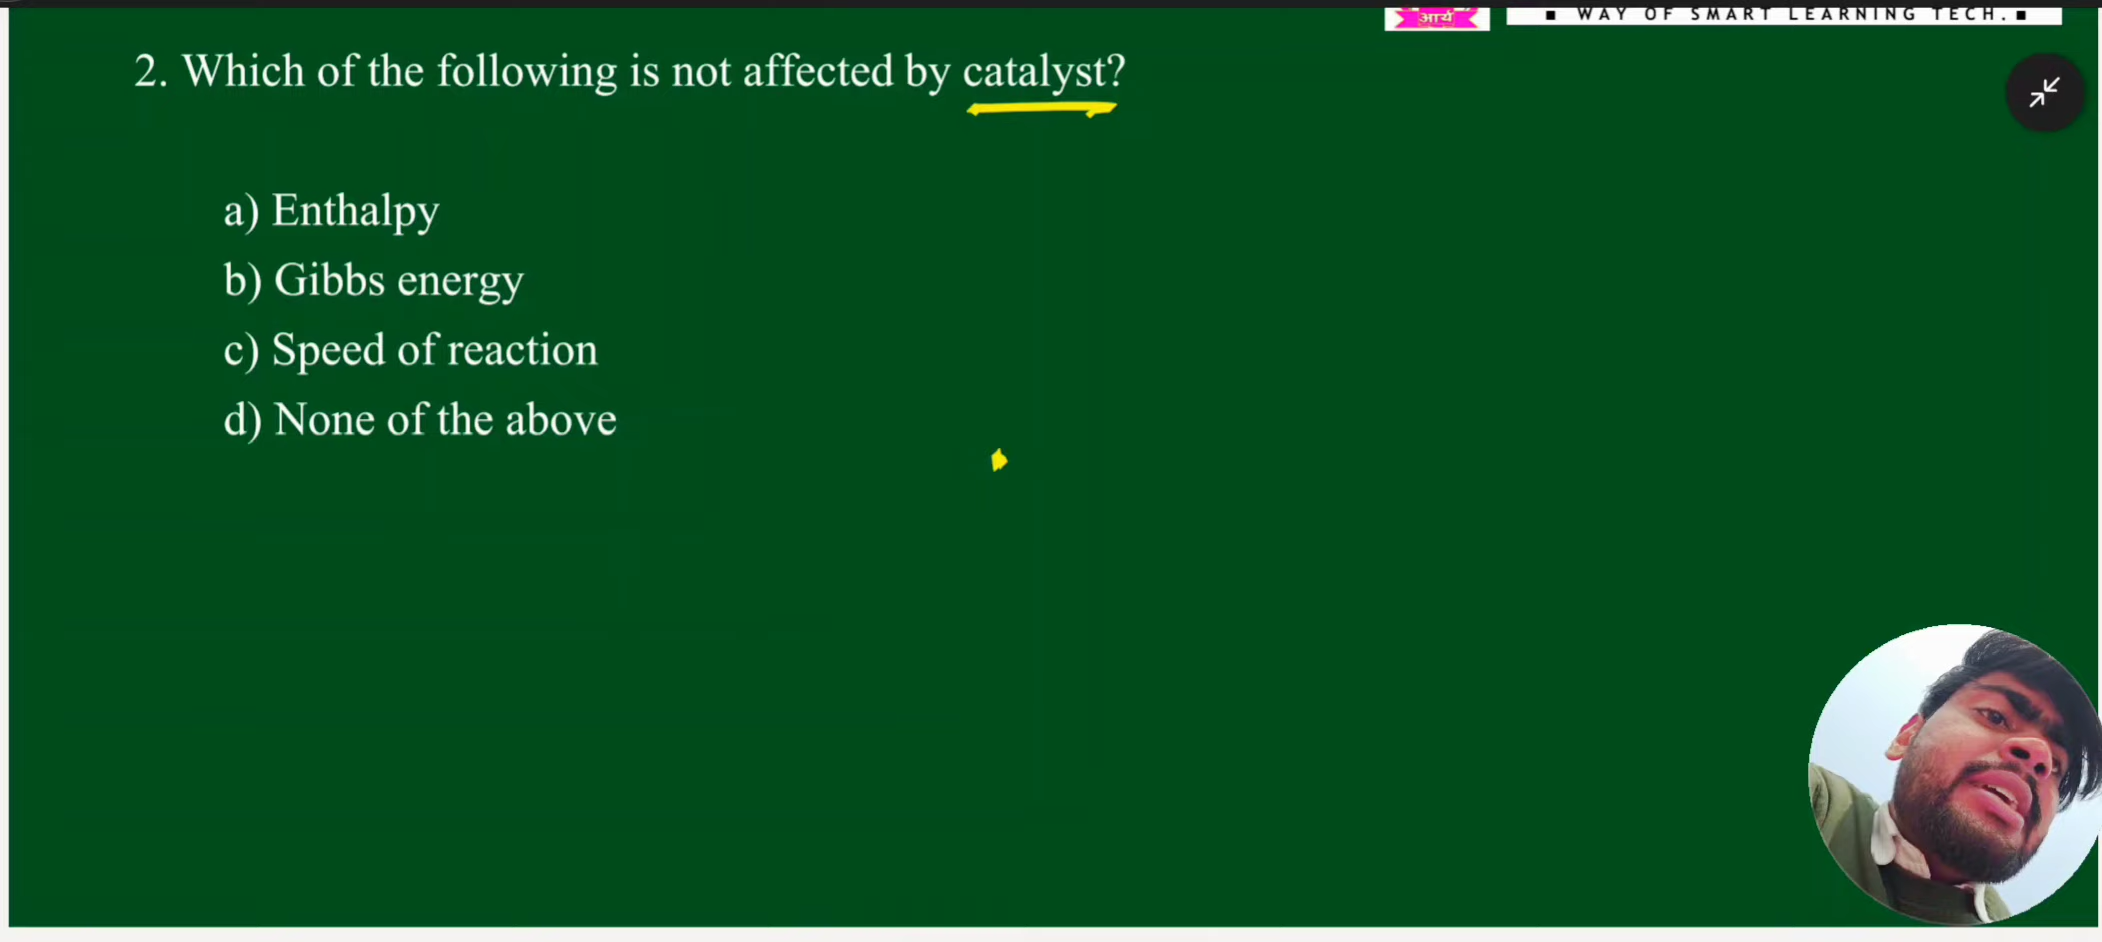 आर्य
▪ WAY OF SMART LEARNING TECH. ▪
2. Which of the following is not affected by catalyst?
a) Enthalpy
b) Gibbs energy
c) Speed of reaction
d) None of the above